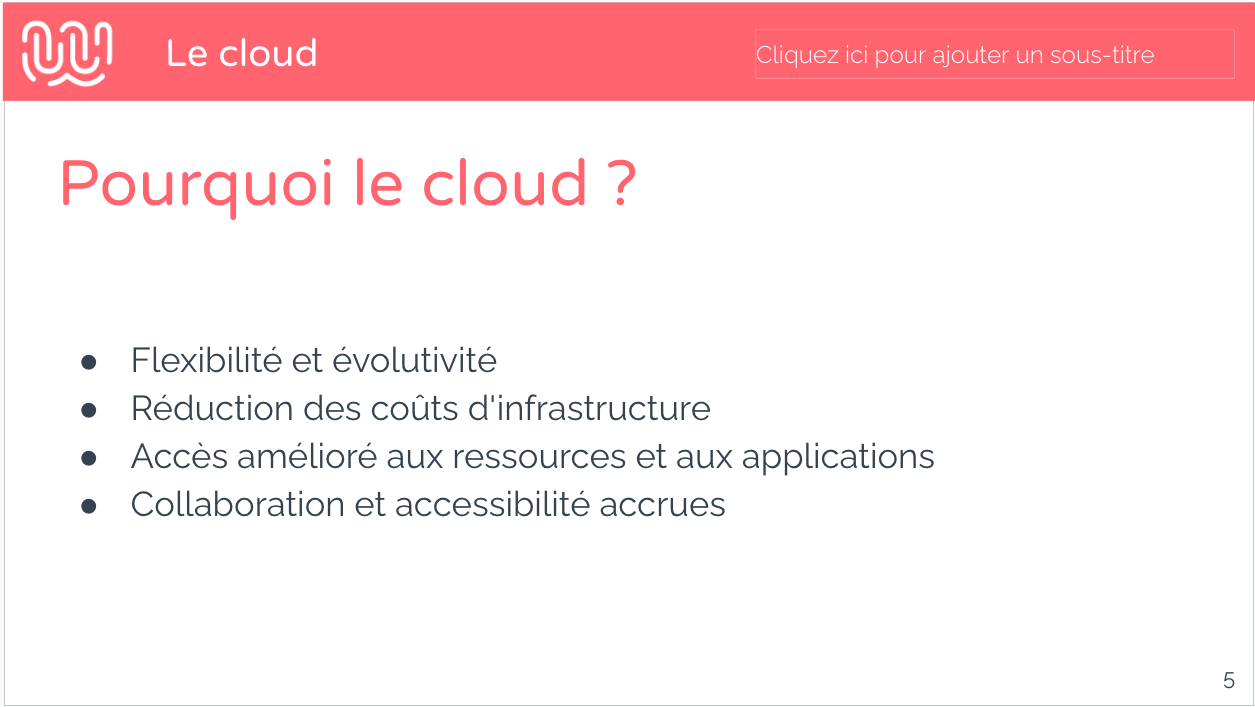 Le cloud
Cliquez ici pour ajouter un sous-titre
Pourquoi le cloud ?
● Flexibilité et évolutivité
● Réduction des coûts d'infrastructure
● Accès amélioré aux ressources et aux applications
● Collaboration et accessibilité accrues
5